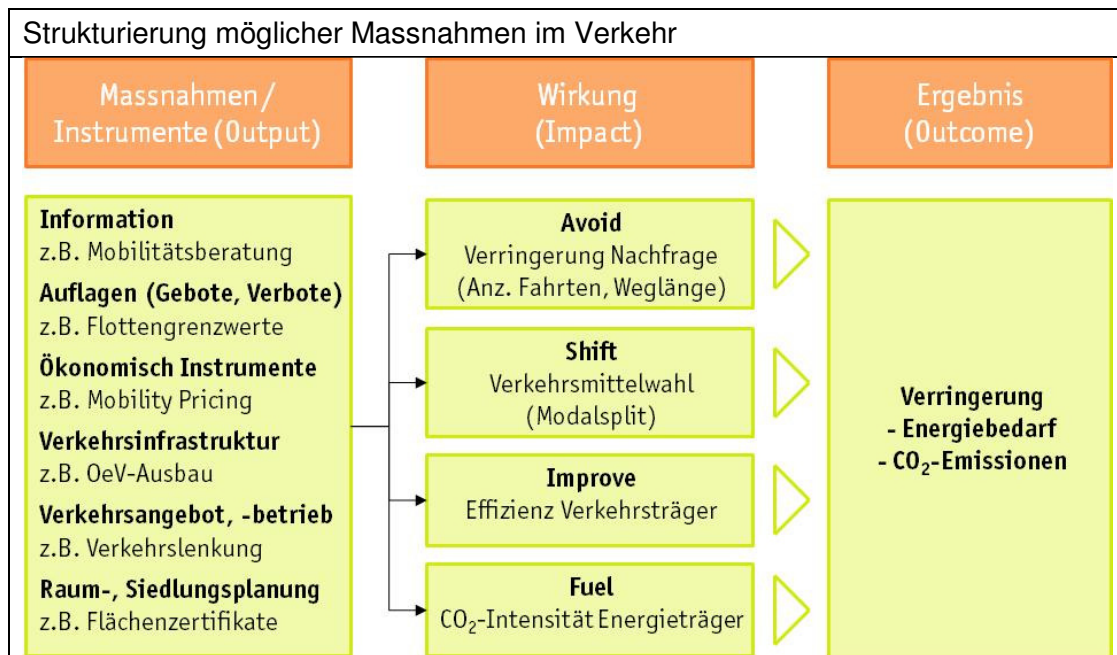 Strukturierung möglicher Massnahmen im Verkehr
Massnahmen/
Instrumente (Output)
Wirkung
(Impact)
Ergebnis
(Outcome)
Information
z.B. Mobilitätsberatung
Auflagen (Gebote, Verbote)
z.B. Flottengrenzwerte
Ökonomisch Instrumente
z.B. Mobility Pricing
Verkehrsinfrastruktur
z.B. OeV-Ausbau
Verkehrsangebot, -betrieb
z.B. Verkehrslenkung
Raum-, Siedlungsplanung
z.B. Flächenzertifikate
Avoid
Verringerung Nachfrage
(Anz. Fahrten, Weglänge)
Shift
Verkehrsmittelwahl
(Modalsplit)
Improve
Effizienz Verkehrsträger
Fuel
CO₂-Intensität Energieträger
Verringerung
- Energiebedarf
- CO₂-Emissionen